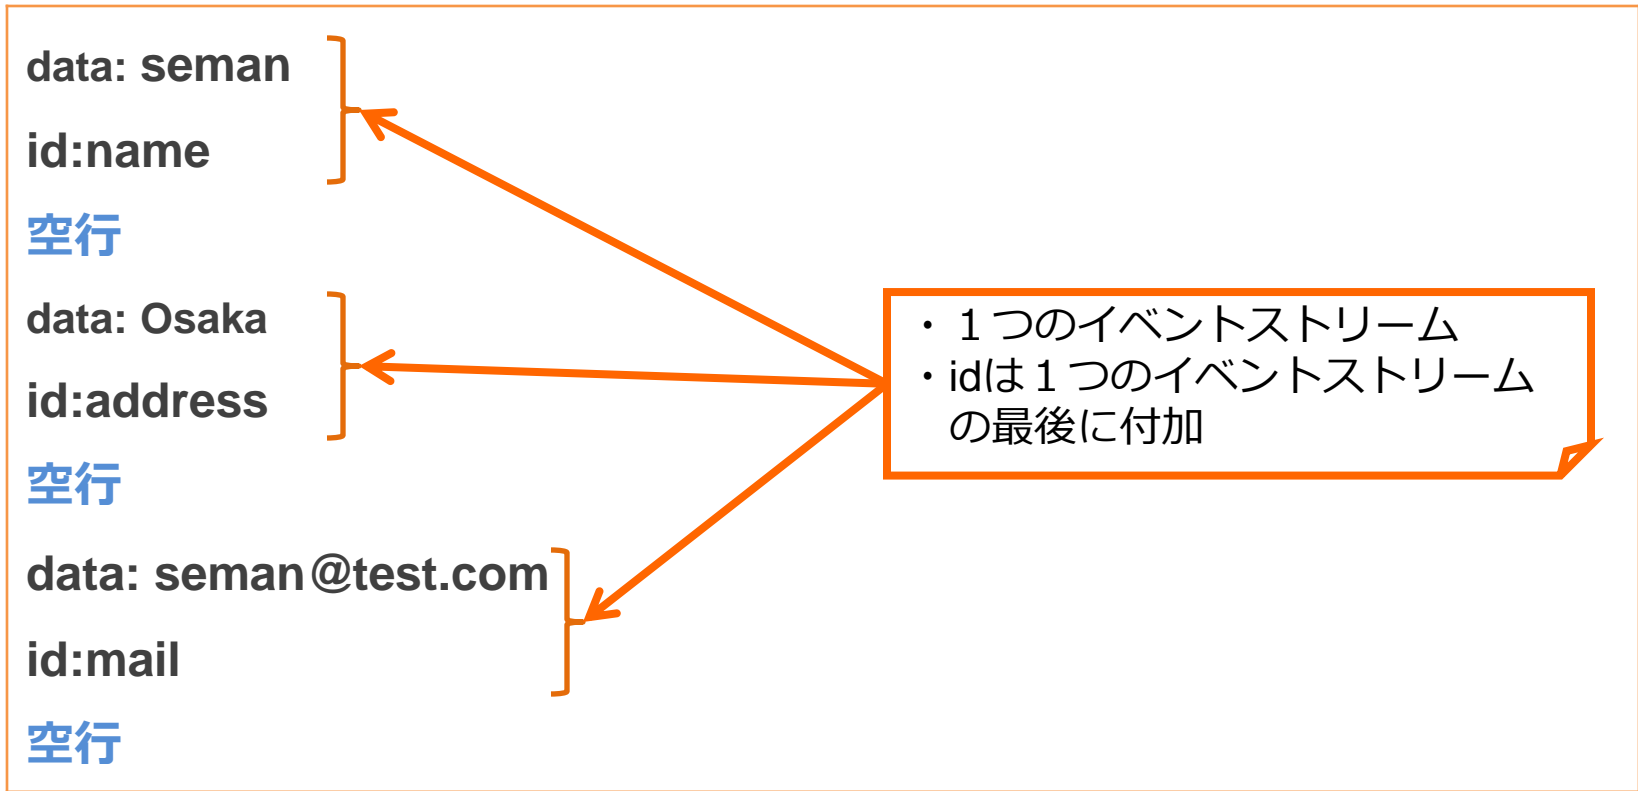 data: seman
id:name
空行
data: Osaka
id:address
空行
data: seman@test.com
id:mail
空行
・１つのイベントストリーム
・idは１つのイベントストリーム
の最後に付加